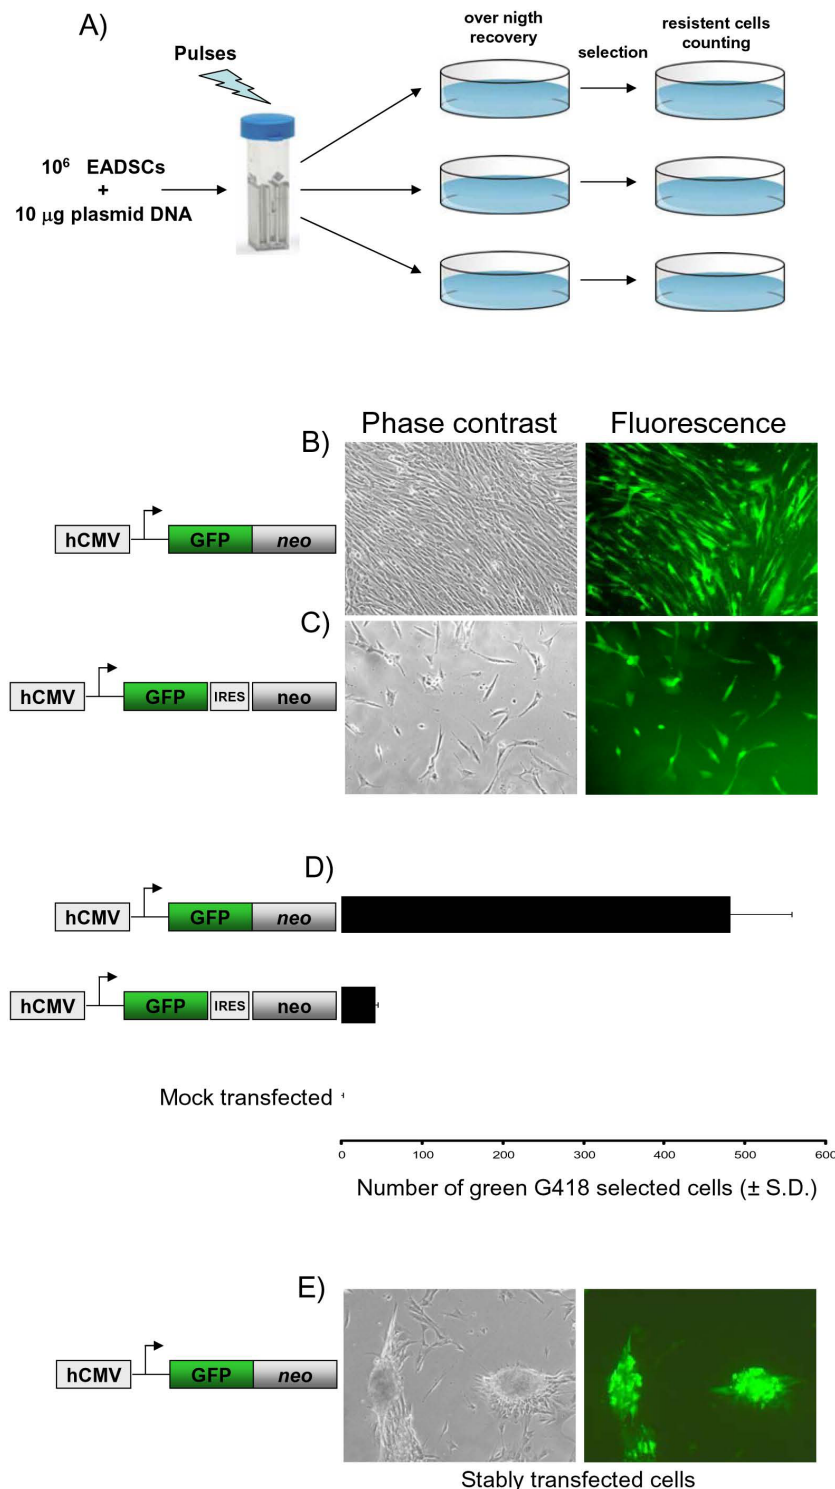 A)
Pulses
10⁶ EADSCs
+
10 µg plasmid DNA
over nigth
recovery
selection
resistent cells
counting
Phase contrast
Fluorescence
B)
hCMV
GFP
neo
C)
hCMV
GFP
IRES
neo
D)
hCMV
GFP
neo
hCMV
GFP
IRES
neo
Mock transfected
0
100
200
300
400
500
600
Number of green G418 selected cells (± S.D.)
E)
hCMV
GFP
neo
Stably transfected cells